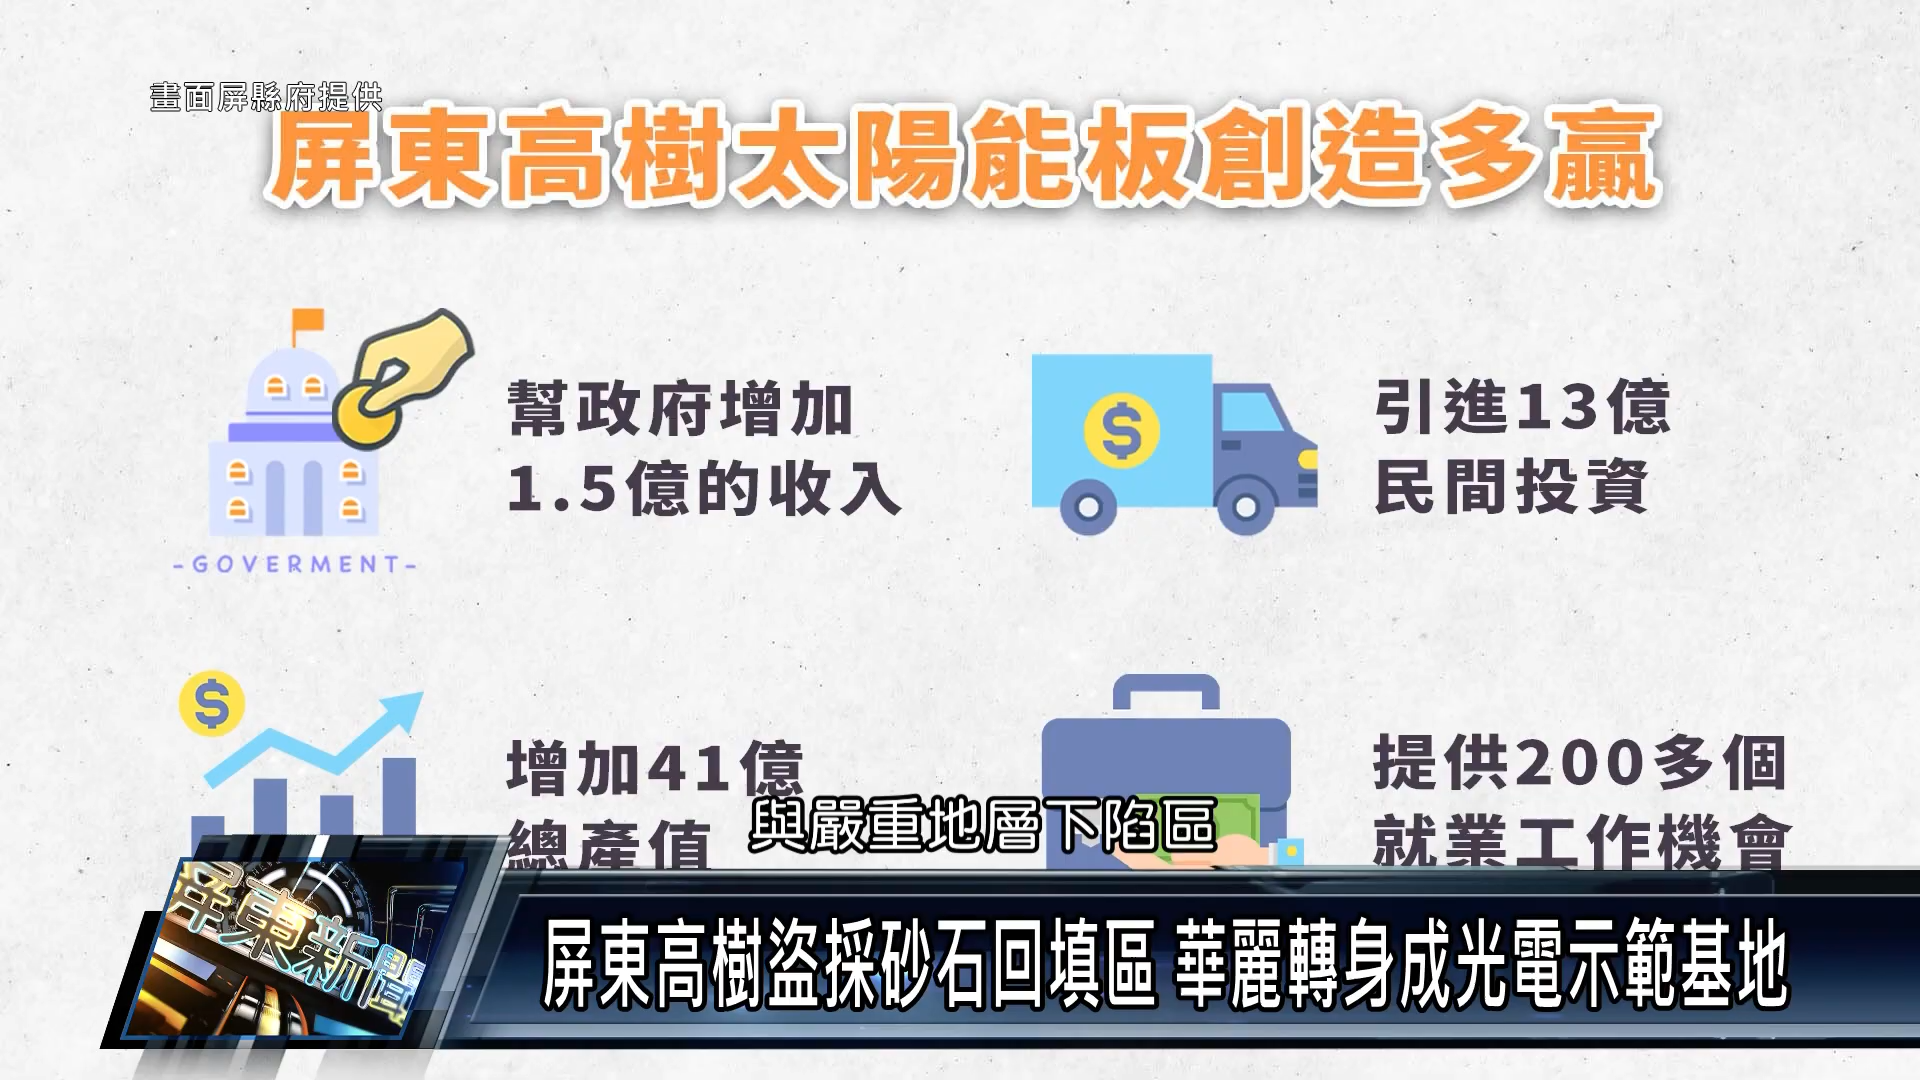 畫面屏縣府提供
屏東高樹太陽能板創造多贏
幫政府增加
1.5億的收入
-GOVERMENT-
引進13億
民間投資
$
$
增加41億
總產值
提供200多個
就業工作機會
與嚴重地層下陷區
屏東新聞
屏東高樹盜採砂石回填區 華麗轉身成光電示範基地